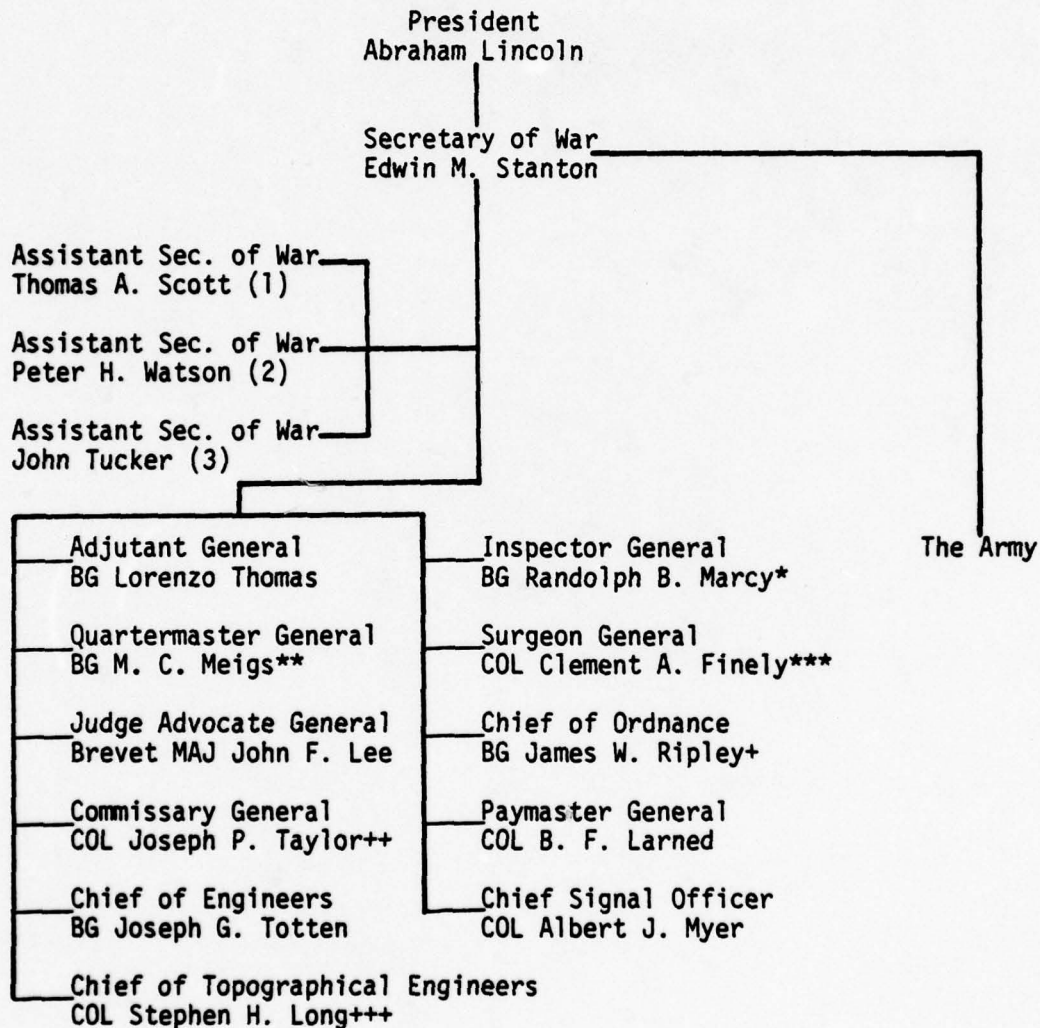 President
Abraham Lincoln
Secretary of War
Edwin M. Stanton
Assistant Sec. of War
Thomas A. Scott (1)
Assistant Sec. of War
Peter H. Watson (2)
Assistant Sec. of War
John Tucker (3)
Adjutant General
BG Lorenzo Thomas
Quartermaster General
BG M. C. Meigs**
Judge Advocate General
Brevet MAJ John F. Lee
Commissary General
COL Joseph P. Taylor++
Chief of Engineers
BG Joseph G. Totten
Chief of Topographical Engineers
COL Stephen H. Long+++
Inspector General
BG Randolph B. Marcy*
Surgeon General
COL Clement A. Finely***
Chief of Ordnance
BG James W. Ripley+
Paymaster General
COL B. F. Larned
Chief Signal Officer
COL Albert J. Myer
The Army